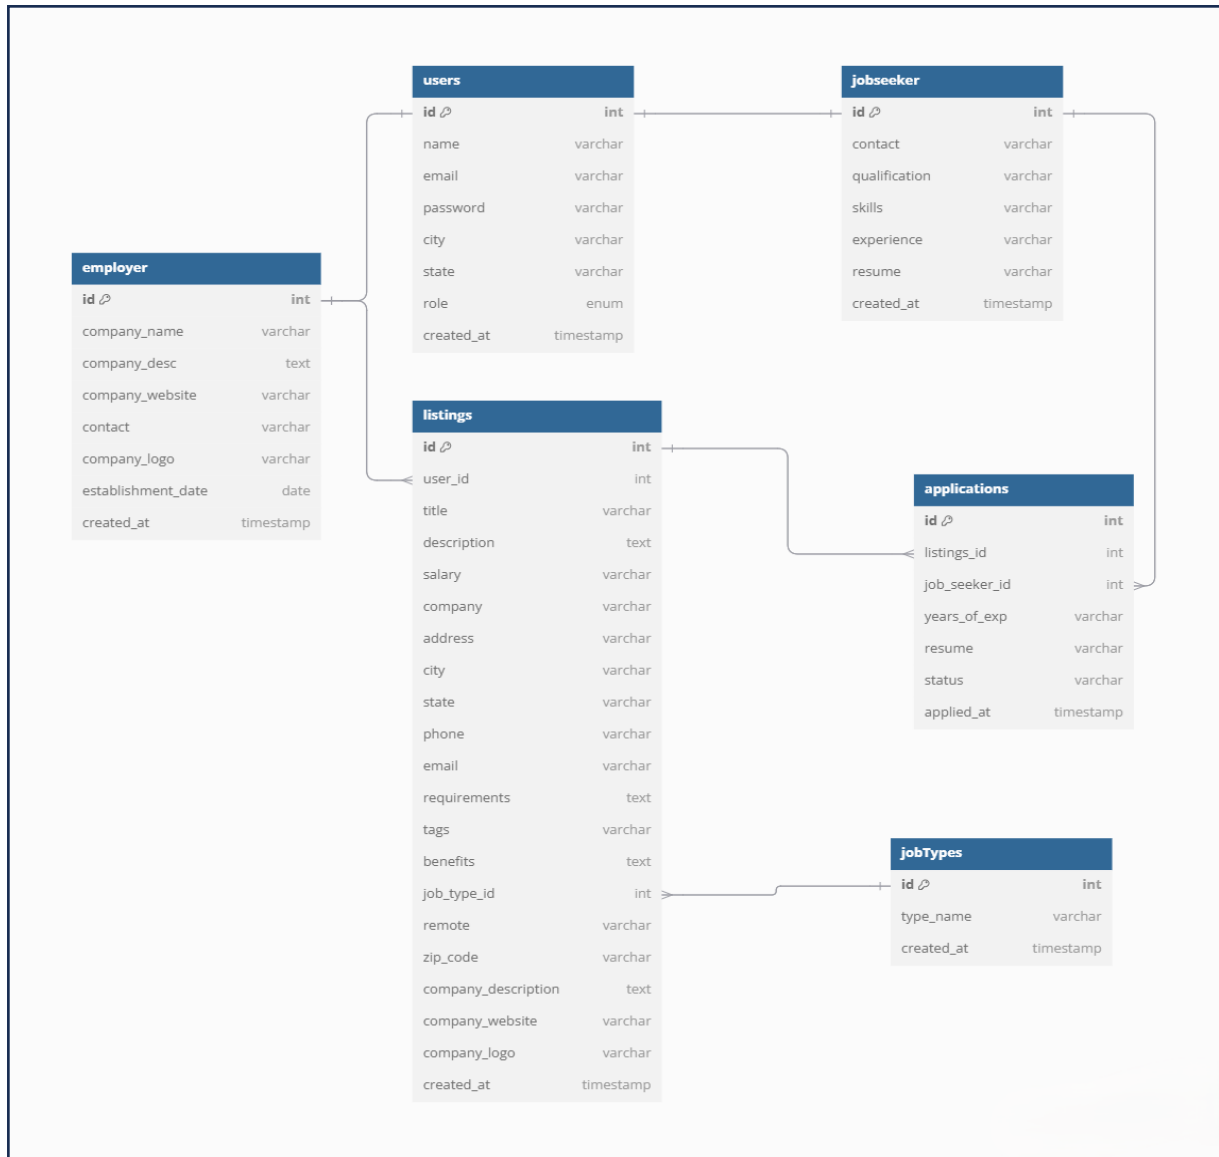 users
id int
name varchar
email varchar
password varchar
city varchar
state varchar
role enum
created_at timestamp
jobseeker
id int
contact varchar
qualification varchar
skills varchar
experience varchar
resume varchar
created_at timestamp
employer
id int
company_name varchar
company_desc text
company_website varchar
contact varchar
company_logo varchar
establishment_date date
created_at timestamp
listings
id int
user_id int
title varchar
description text
salary varchar
company varchar
address varchar
city varchar
state varchar
phone varchar
email varchar
requirements text
tags varchar
benefits text
job_type_id int
remote varchar
zip_code varchar
company_description text
company_website varchar
company_logo varchar
created_at timestamp
applications
id int
listings_id int
job_seeker_id int
years_of_exp varchar
resume varchar
status varchar
applied_at timestamp
jobTypes
id int
type_name varchar
created_at timestamp